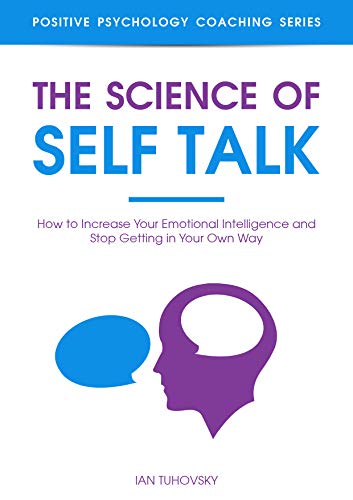 POSITIVE PSYCHOLOGY COACHING SERIES
THE SCIENCE OF
SELF TALK
How to Increase Your Emotional Intelligence and
Stop Getting in Your Own Way
IAN TUHOVSKY